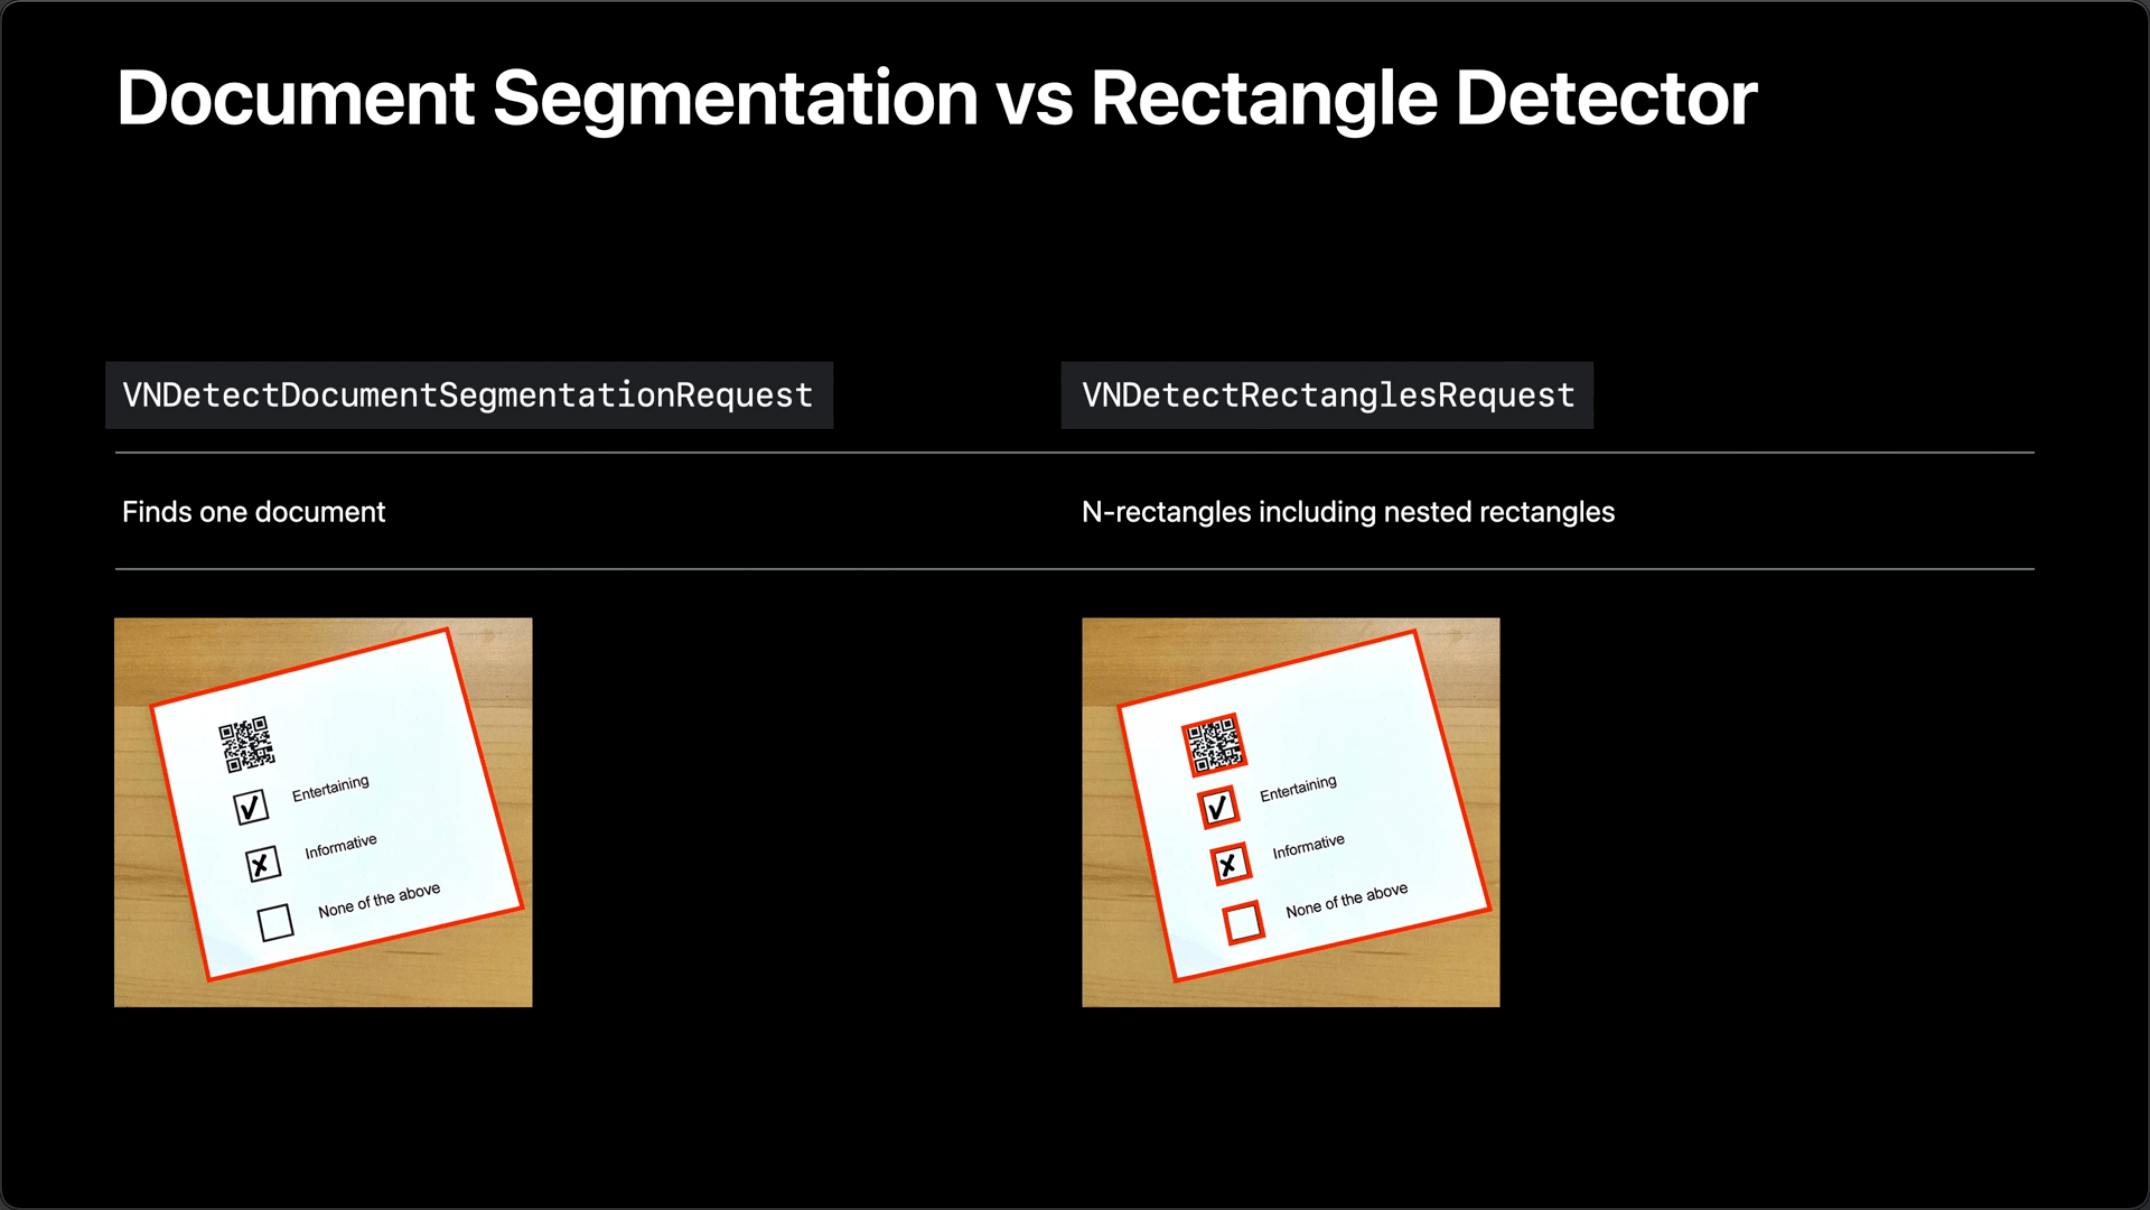 Document Segmentation vs Rectangle Detector
VNDetectDocumentSegmentationRequest
VNDetectRectanglesRequest
Finds one document
N-rectangles including nested rectangles
Entertaining
Informative
None of the above
Entertaining
Informative
None of the above